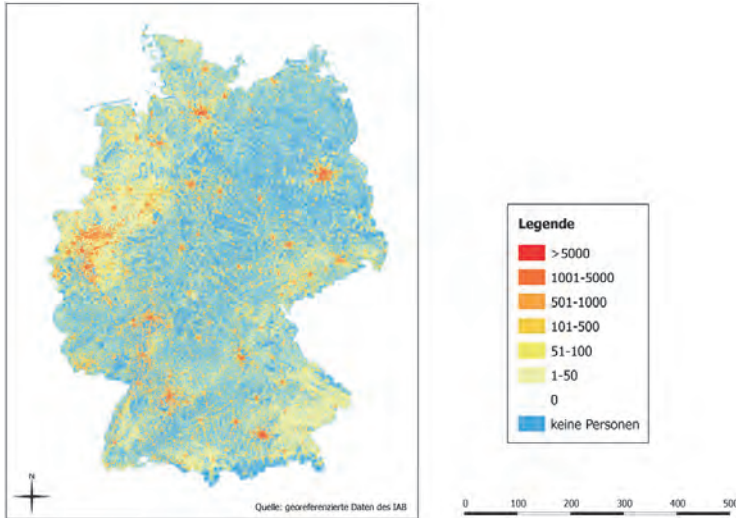 Legende
>5000
1001-5000
501-1000
101-500
51-100
1-50
0
keine Personen
N
Quelle: georeferenzierte Daten des IAB
0 100 200 300 400 500